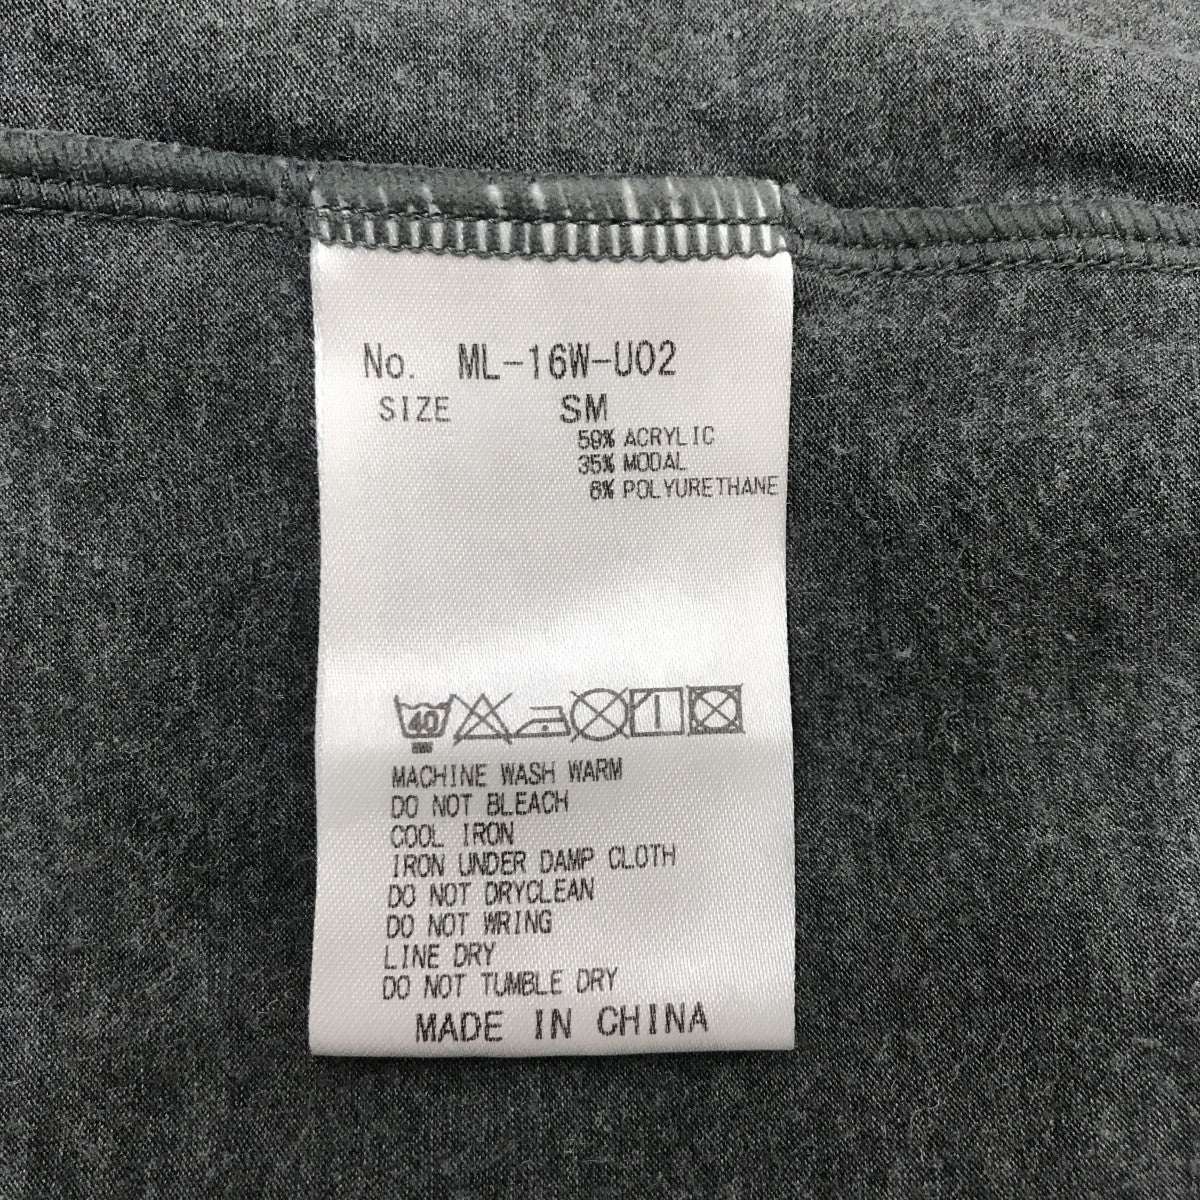 No. ML-16W-U02
SIZE SM
59% ACRYLIC
35% MODAL
6% POLYURETHANE
40
MACHINE WASH WARM
DO NOT BLEACH
COOL IRON
IRON UNDER DAMP CLOTH
DO NOT DRYCLEAN
DO NOT WRING
LINE DRY
DO NOT TUMBLE DRY
MADE IN CHINA